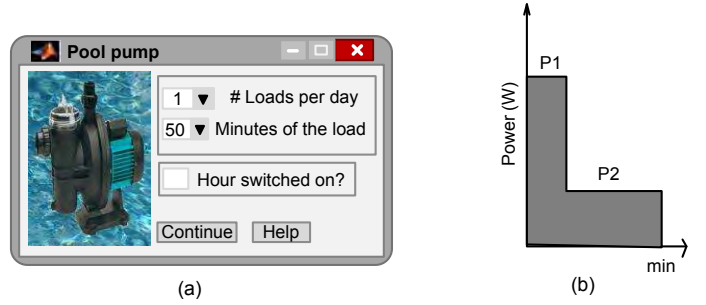 Pool pump
1 # Loads per day
50 Minutes of the load
Hour switched on?
Continue Help
(a)
Power (W)
P1
P2
min
(b)